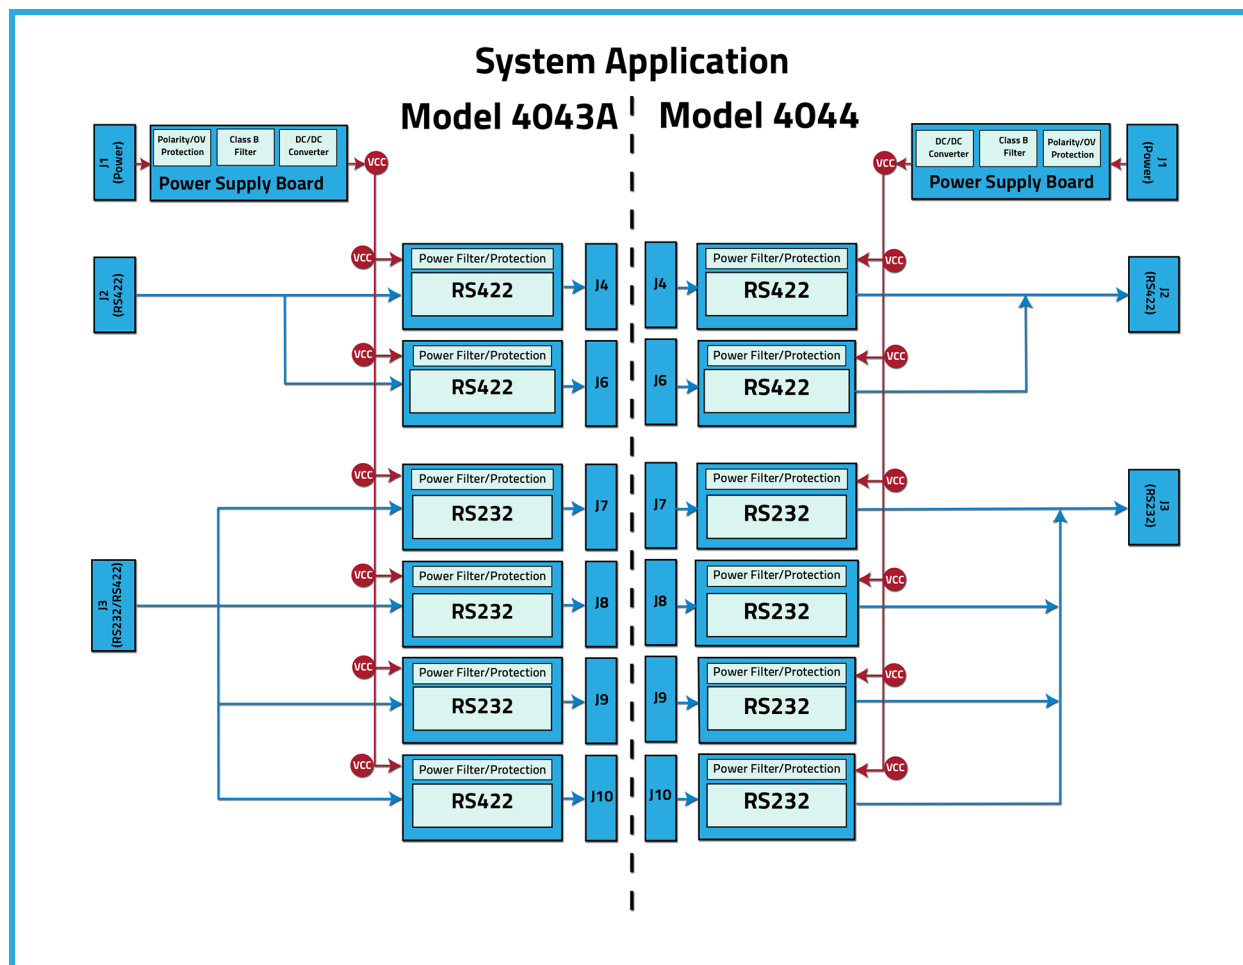 System Application
Model 4043A
Model 4044
J1
(Power)
Polarity/OV
Protection
Class B
Filter
DC/DC
Converter
Power Supply Board
VCC
VCC
DC/DC
Converter
Class B
Filter
Polarity/OV
Protection
Power Supply Board
J1
(Power)
J2
(RS422)
VCC
Power Filter/Protection
RS422
J4
J4
Power Filter/Protection
RS422
VCC
J2
(RS422)
VCC
Power Filter/Protection
RS422
J6
J6
Power Filter/Protection
RS422
VCC
VCC
Power Filter/Protection
RS232
J7
J7
Power Filter/Protection
RS232
VCC
J3
(RS232)
J3
(RS232/RS422)
VCC
Power Filter/Protection
RS232
J8
J8
Power Filter/Protection
RS232
VCC
VCC
Power Filter/Protection
RS232
J9
J9
Power Filter/Protection
RS232
VCC
VCC
Power Filter/Protection
RS422
J10
J10
Power Filter/Protection
RS232
VCC